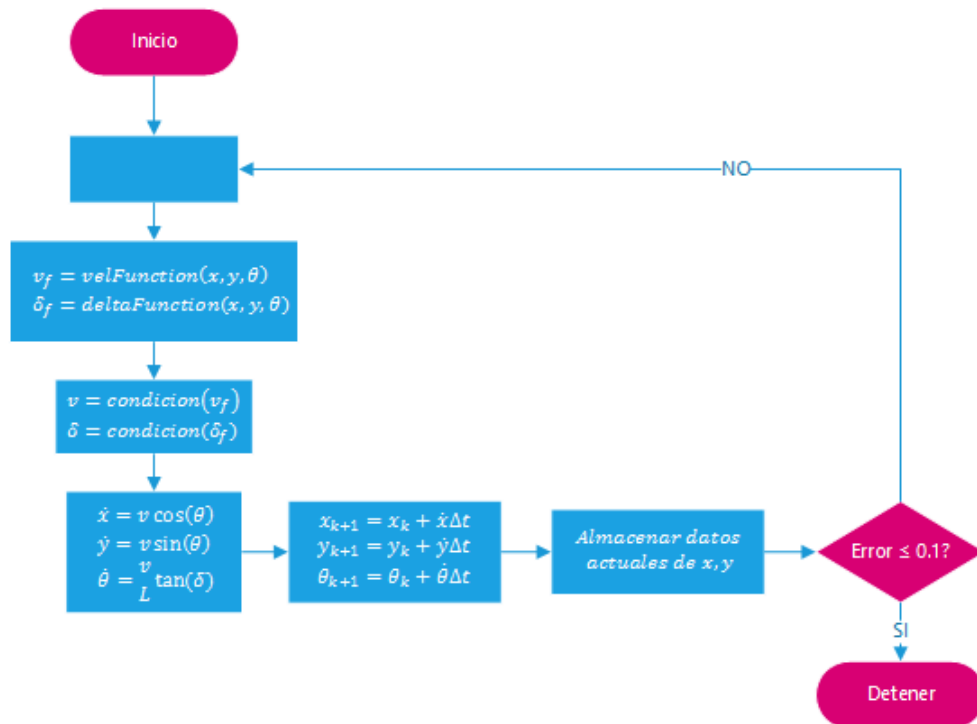 Inicio
NO
v_f = velFunction(x, y, θ)
δ_f = deltaFunction(x, y, θ)
v = condicion(v_f)
δ = condicion(δ_f)
ẋ = v cos(θ)
ẏ = v sin(θ)
θ̇ = v/L tan(δ)
x_{k+1} = x_k + ẋΔt
y_{k+1} = y_k + ẏΔt
θ_{k+1} = θ_k + θ̇Δt
Almacenar datos
actuales de x, y
Error ≤ 0.1?
SI
Detener